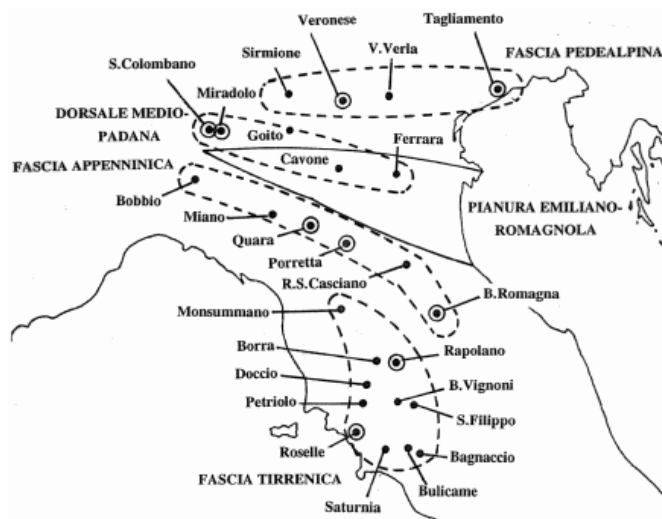 Veronese
Tagliamento
Sirmione
V.Verla
FASCIA PEDEALPINA
S.Colombano
Miradolo
DORSALE MEDIO-
PADANA
Goito
Ferrara
FASCIA APPENNINICA
Cavone
Bobbio
PIANURA EMILIANO-
ROMAGNOLA
Miano
Quara
Porretta
R.S.Casciano
Monsummano
B.Romagna
Borra
Rapolano
Doccio
B.Vignoni
Petriolo
S.Filippo
Roselle
Bagnaccio
FASCIA TIRRENICA
Bulicame
Saturnia